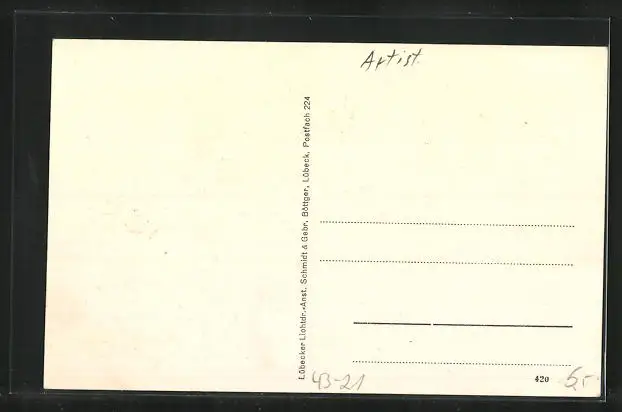 Artist.
Lübecker Lichtdr.-Anst. Schmidt & Gebr. Böttger, Lübeck, Postfach 224
43-21
420
5,-